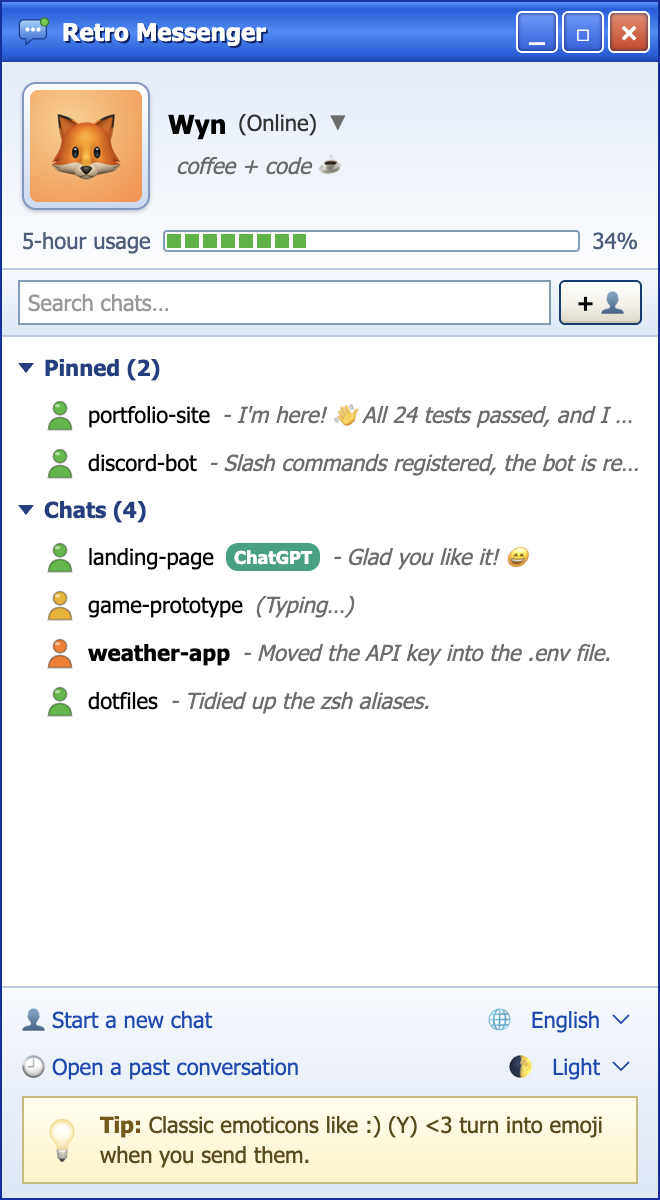 Retro Messenger
Wyn (Online) ▼
coffee + code ☕
5-hour usage 34%
Search chats...
+ 👤
Pinned (2)
portfolio-site - I'm here! 👋 All 24 tests passed, and I ...
discord-bot - Slash commands registered, the bot is re...
Chats (4)
landing-page ChatGPT - Glad you like it! 😄
game-prototype (Typing...)
weather-app - Moved the API key into the .env file.
dotfiles - Tidied up the zsh aliases.
Start a new chat
English
Open a past conversation
Light
Tip: Classic emoticons like :) (Y) <3 turn into emoji
when you send them.